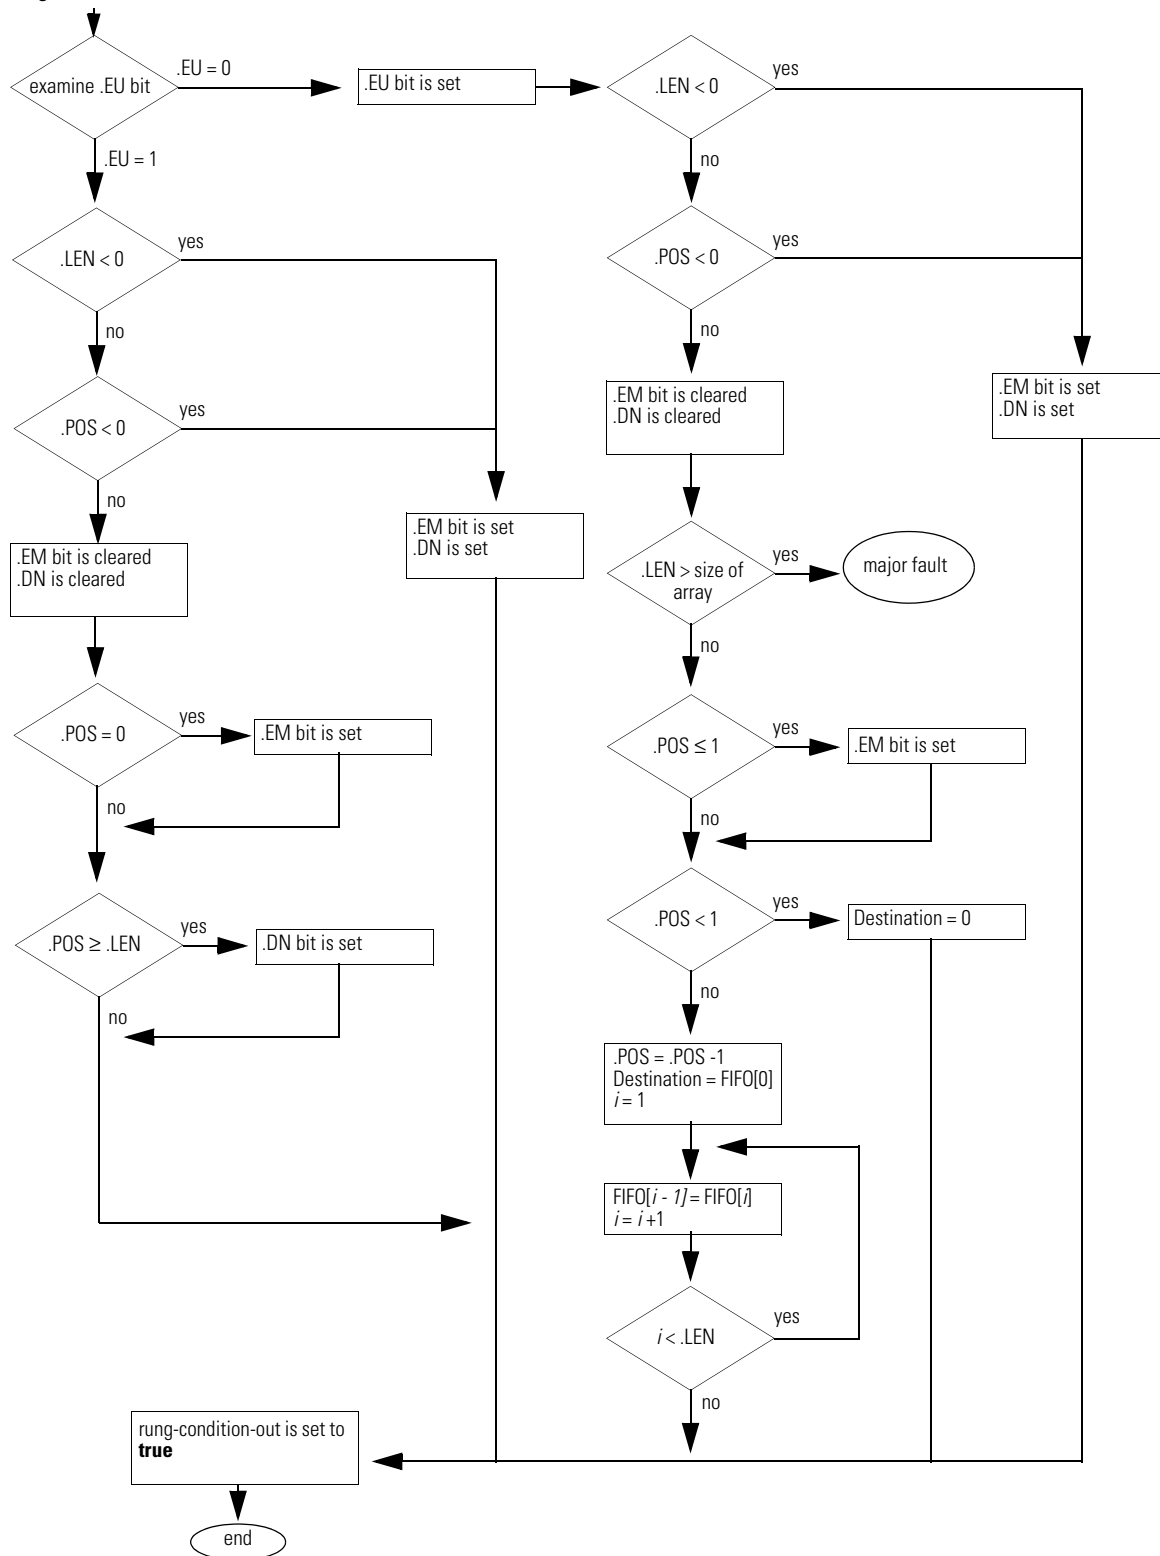 examine .EU bit
.EU = 0
.EU bit is set
.LEN < 0
yes
no
.EU = 1
.LEN < 0
yes
no
.POS < 0
yes
no
.POS < 0
yes
no
.EM bit is cleared
.DN is cleared
.EM bit is set
.DN is set
.EM bit is cleared
.DN is cleared
.EM bit is set
.DN is set
.LEN > size of
array
yes
major fault
no
.POS = 0
yes
.EM bit is set
no
.POS ≤ 1
yes
.EM bit is set
no
.POS ≥ .LEN
yes
.DN bit is set
no
.POS < 1
yes
Destination = 0
no
.POS = .POS -1
Destination = FIFO[0]
i = 1
FIFO[i - 1] = FIFO[i]
i = i +1
i < .LEN
yes
no
rung-condition-out is set to
true
end